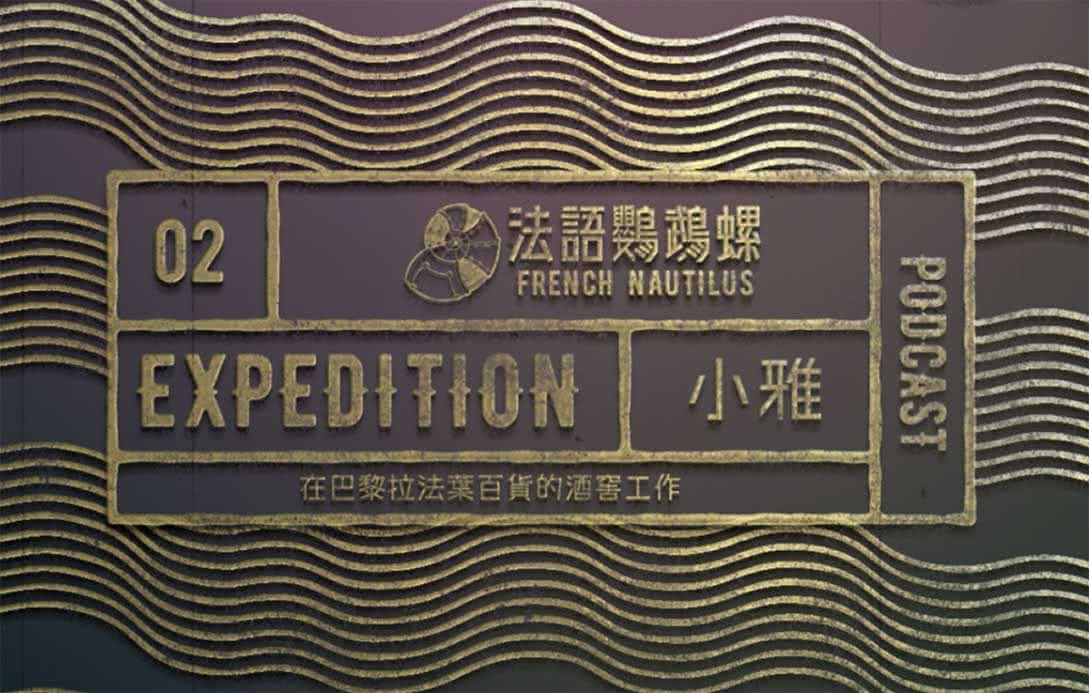 02
法語鸚鵡螺
FRENCH NAUTILUS
PODCAST
EXPEDITION
小雅
在巴黎拉法葉百貨的酒窖工作